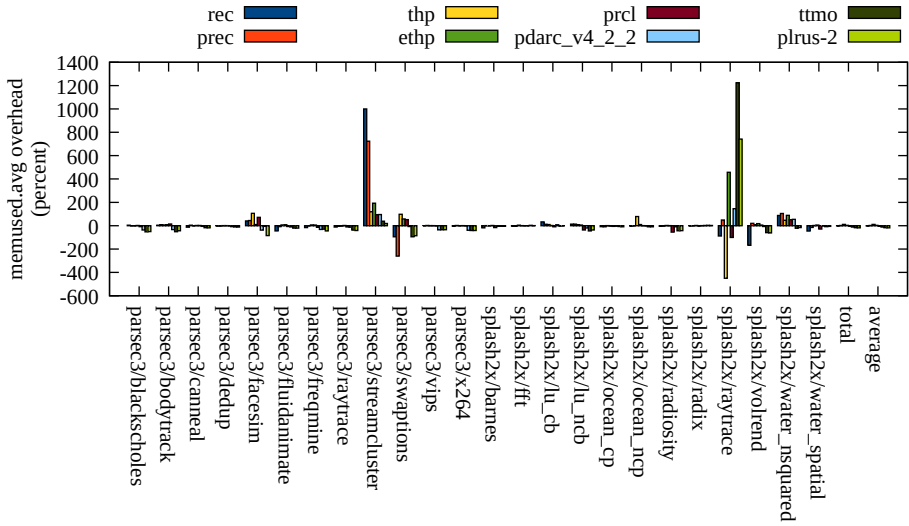 rec thp prcl ttmo
prec ethp pdarc_v4_2_2 plrus-2
memused.avg overhead
(percent)
1400
1200
1000
800
600
400
200
0
-200
-400
-600
parsec3/blackscholes
parsec3/bodytrack
parsec3/canneal
parsec3/dedup
parsec3/facesim
parsec3/fluidanimate
parsec3/freqmine
parsec3/raytrace
parsec3/streamcluster
parsec3/swaptions
parsec3/vips
parsec3/x264
splash2x/barnes
splash2x/fft
splash2x/lu_cb
splash2x/lu_ncb
splash2x/ocean_cp
splash2x/ocean_ncp
splash2x/radiosity
splash2x/radix
splash2x/raytrace
splash2x/volrend
splash2x/water_nsquared
splash2x/water_spatial
total
average